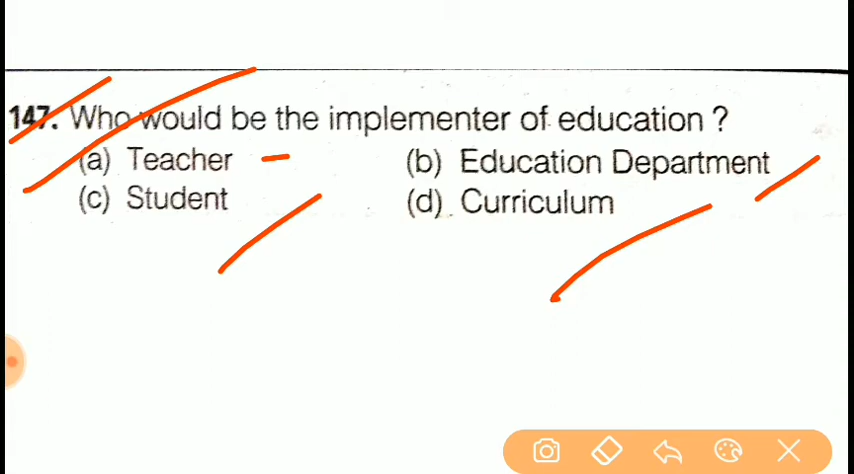 147. Who would be the implementer of education ?
(a) Teacher (b) Education Department
(c) Student (d) Curriculum